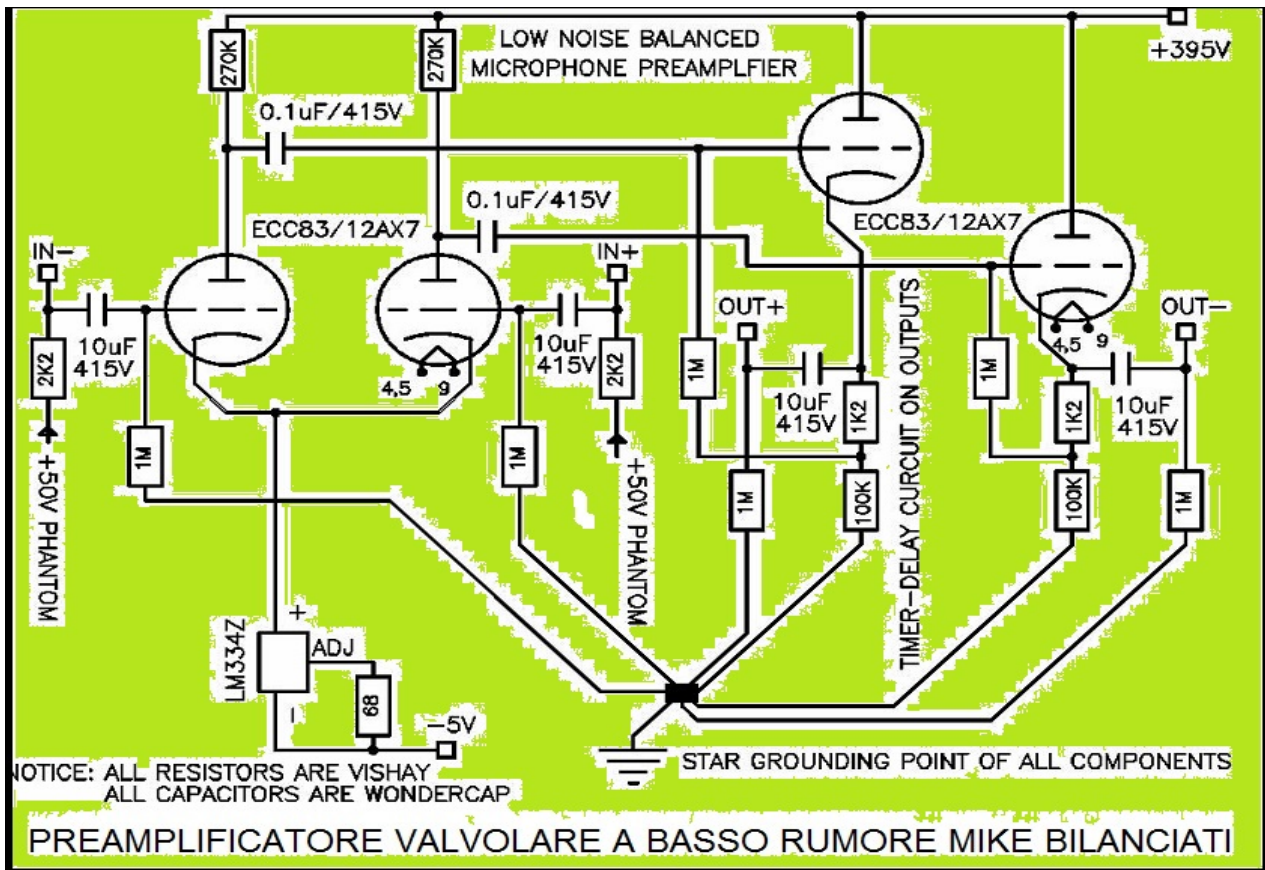 270K
270K
LOW NOISE BALANCED
MICROPHONE PREAMPLFIER
+395V
0.1uF/415V
0.1uF/415V
ECC83/12AX7
ECC83/12AX7
IN-
IN+
10uF
415V
2K2
10uF
415V
2K2
4,5 9
4,5 9
OUT+
OUT-
1M
1M
10uF
415V
1K2
1K2
10uF
415V
+50V PHANTOM
1M
1M
+50V PHANTOM
1M
100K
TIMER-DELAY CURCUIT ON OUTPUTS
100K
1M
LM334Z
+
ADJ
-
68
-5V
STAR GROUNDING POINT OF ALL COMPONENTS
NOTICE: ALL RESISTORS ARE VISHAY
ALL CAPACITORS ARE WONDERCAP
PREAMPLIFICATORE VALVOLARE A BASSO RUMORE MIKE BILANCIATI